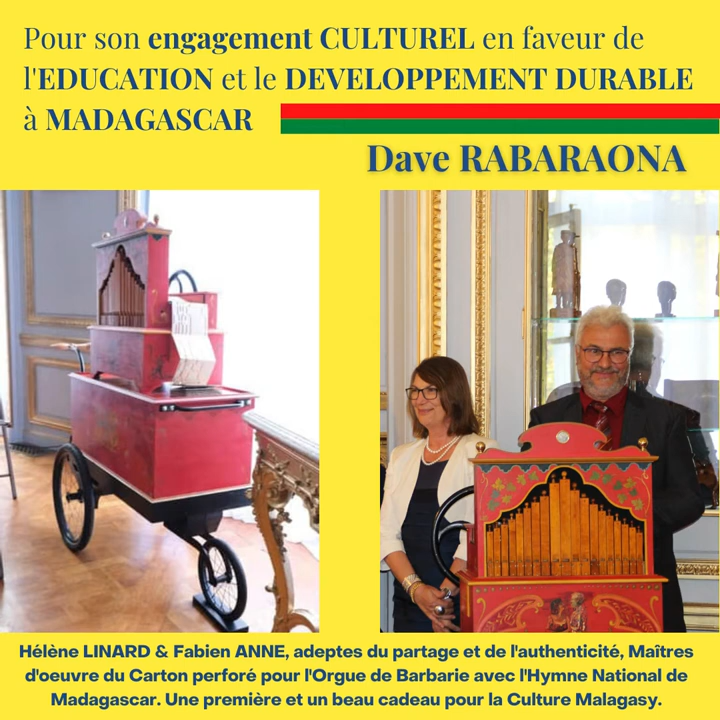 Pour son engagement CULTUREL en faveur de
l'EDUCATION et le DEVELOPPEMENT DURABLE
à MADAGASCAR
Dave RABARAONA
Hélène LINARD & Fabien ANNE, adeptes du partage et de l'authenticité, Maîtres
d'oeuvre du Carton perforé pour l'Orgue de Barbarie avec l'Hymne National de
Madagascar. Une première et un beau cadeau pour la Culture Malagasy.